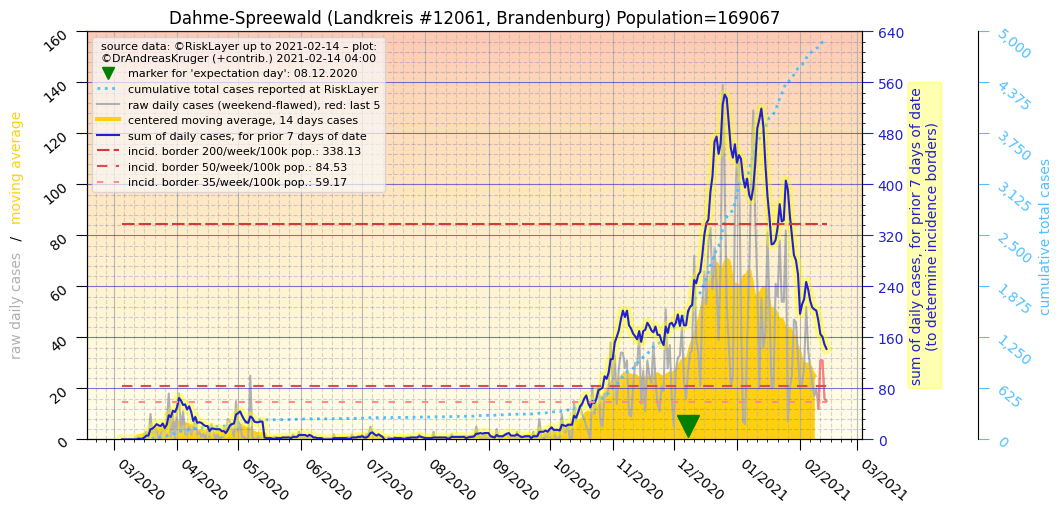 Dahme-Spreewald (Landkreis #12061, Brandenburg) Population=169067
source data: ©RiskLayer up to 2021-02-14 – plot:
©DrAndreasKruger (+contrib.) 2021-02-14 04:00
marker for 'expectation day': 08.12.2020
cumulative total cases reported at RiskLayer
raw daily cases (weekend-flawed), red: last 5
centered moving average, 14 days cases
sum of daily cases, for prior 7 days of date
incid. border 200/week/100k pop.: 338.13
incid. border 50/week/100k pop.: 84.53
incid. border 35/week/100k pop.: 59.17
raw daily cases / moving average
160
140
120
100
80
60
40
20
0
640
560
480
400
320
240
160
80
0
sum of daily cases, for prior 7 days of date
(to determine incidence borders)
5,000
4,375
3,750
3,125
2,500
1,875
1,250
625
0
cumulative total cases
03/2020
04/2020
05/2020
06/2020
07/2020
08/2020
09/2020
10/2020
11/2020
12/2020
01/2021
02/2021
03/2021